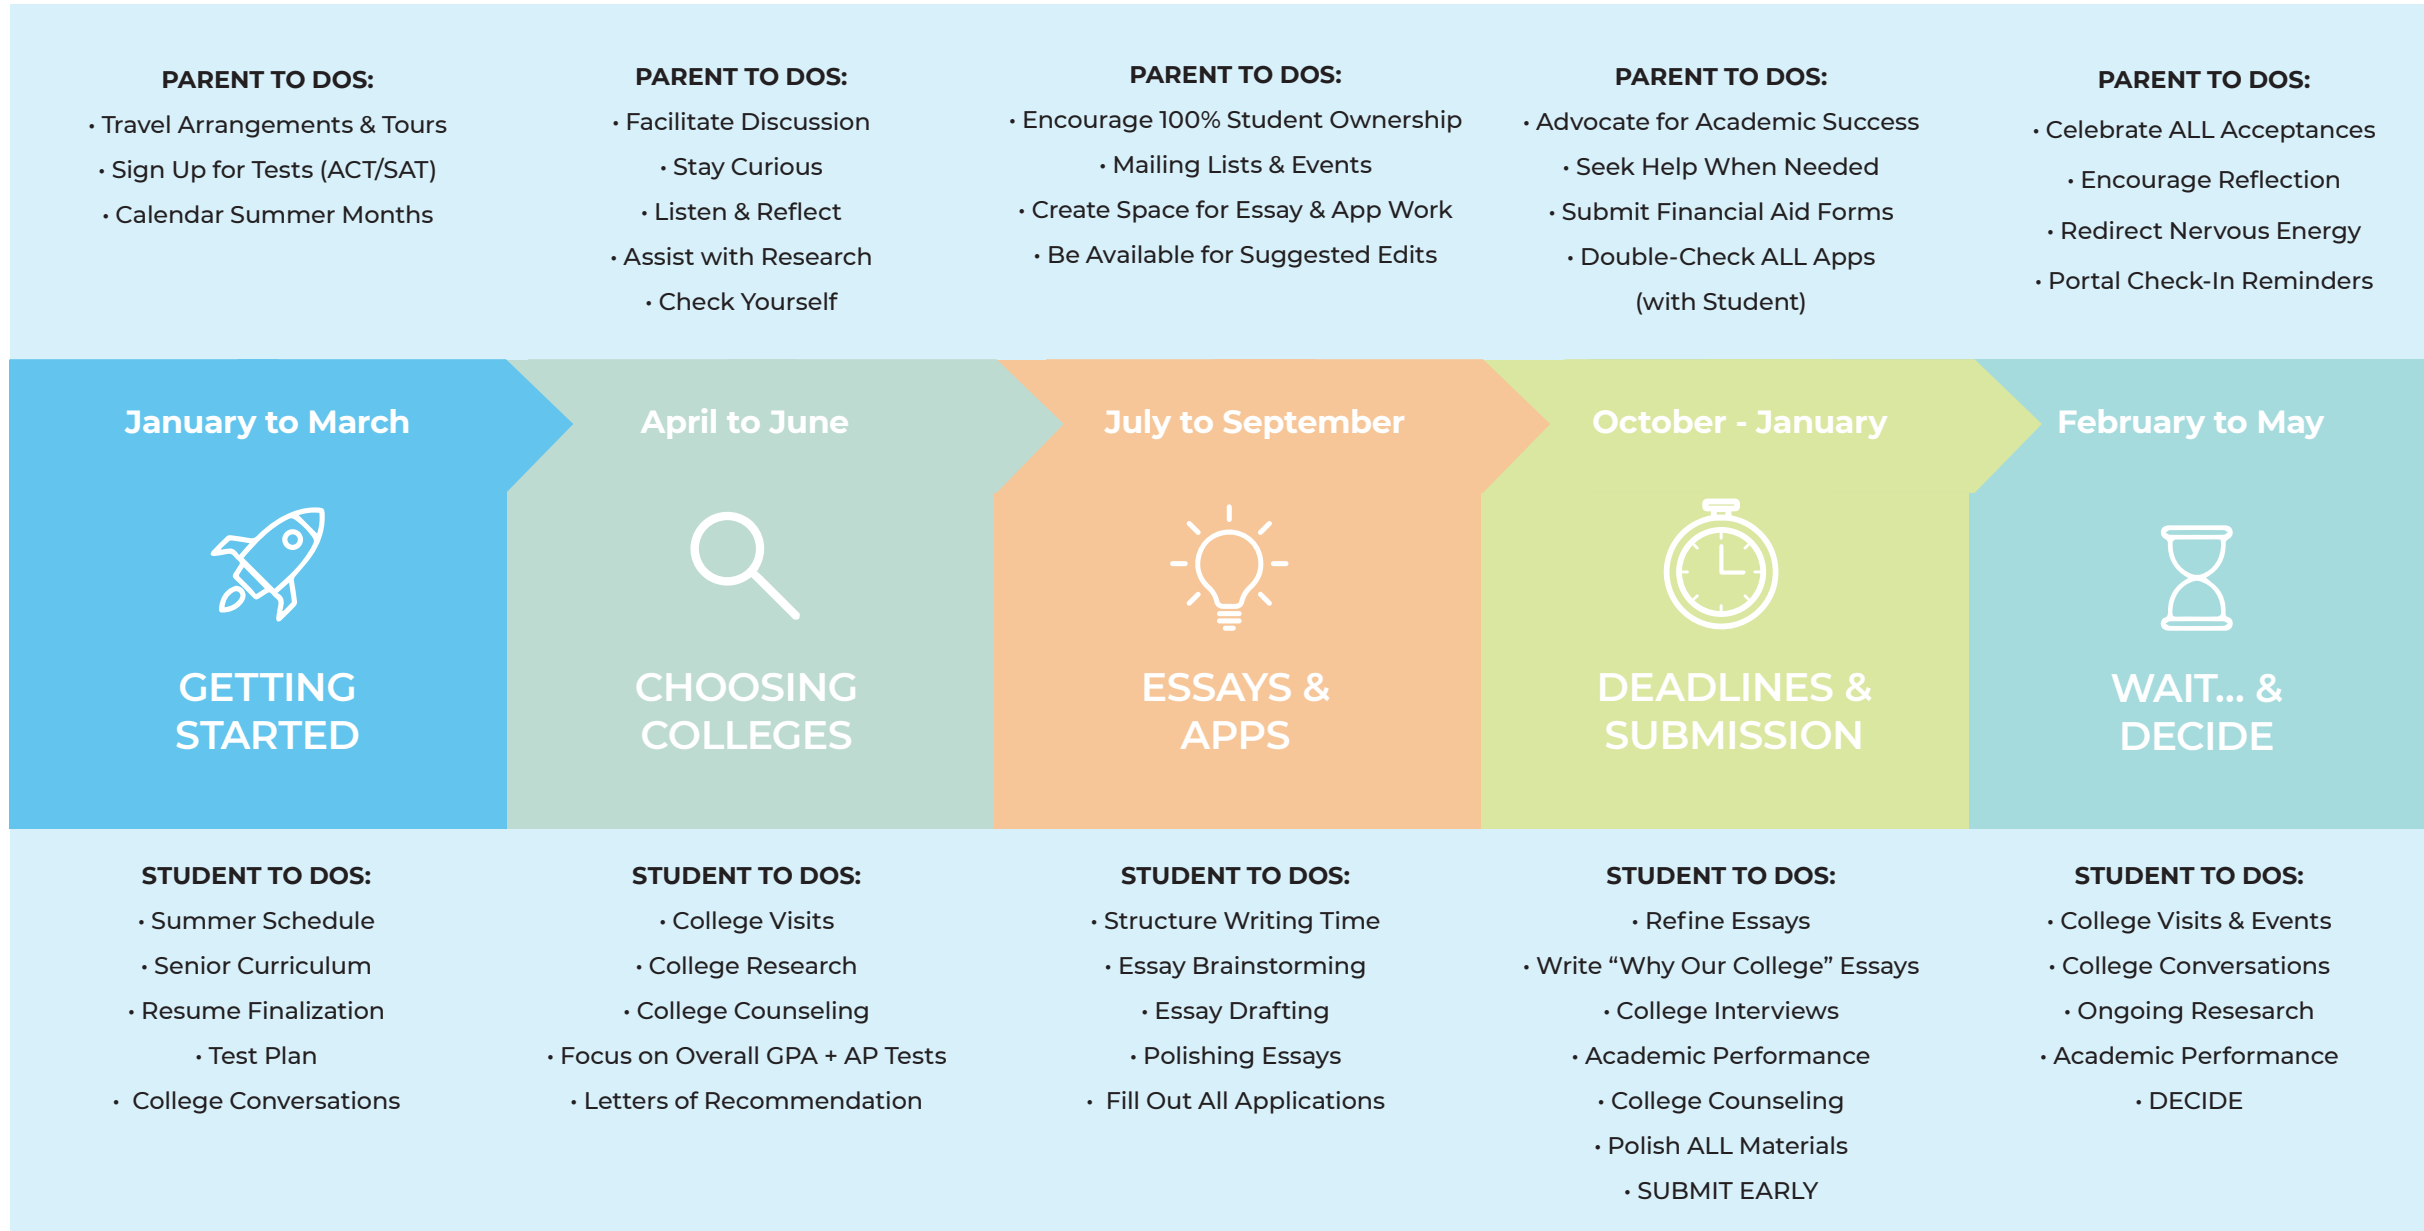 PARENT TO DOS:
• Travel Arrangements & Tours
• Sign Up for Tests (ACT/SAT)
• Calendar Summer Months
PARENT TO DOS:
• Facilitate Discussion
• Stay Curious
• Listen & Reflect
• Assist with Research
• Check Yourself
PARENT TO DOS:
• Encourage 100% Student Ownership
• Mailing Lists & Events
• Create Space for Essay & App Work
• Be Available for Suggested Edits
PARENT TO DOS:
• Advocate for Academic Success
• Seek Help When Needed
• Submit Financial Aid Forms
• Double-Check ALL Apps
(with Student)
PARENT TO DOS:
• Celebrate ALL Acceptances
• Encourage Reflection
• Redirect Nervous Energy
• Portal Check-In Reminders
January to March
GETTING
STARTED
April to June
CHOOSING
COLLEGES
July to September
ESSAYS &
APPS
October - January
DEADLINES &
SUBMISSION
February to May
WAIT... &
DECIDE
STUDENT TO DOS:
• Summer Schedule
• Senior Curriculum
• Resume Finalization
• Test Plan
• College Conversations
STUDENT TO DOS:
• College Visits
• College Research
• College Counseling
• Focus on Overall GPA + AP Tests
• Letters of Recommendation
STUDENT TO DOS:
• Structure Writing Time
• Essay Brainstorming
• Essay Drafting
• Polishing Essays
• Fill Out All Applications
STUDENT TO DOS:
• Refine Essays
• Write “Why Our College” Essays
• College Interviews
• Academic Performance
• College Counseling
• Polish ALL Materials
• SUBMIT EARLY
STUDENT TO DOS:
• College Visits & Events
• College Conversations
• Ongoing Resesarch
• Academic Performance
• DECIDE